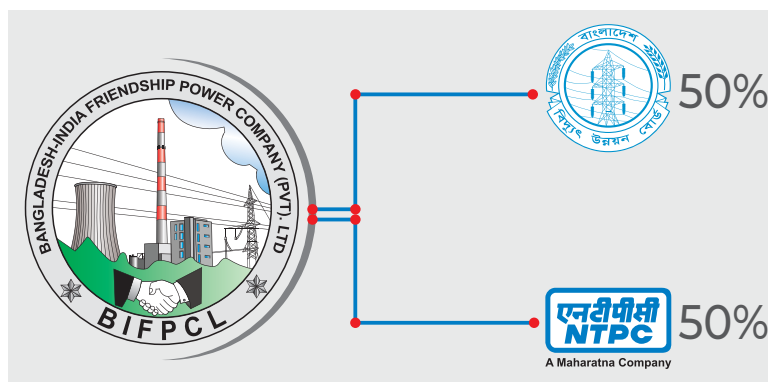 BANGLADESH-INDIA FRIENDSHIP POWER COMPANY (PVT). LTD
BIFPCL
বাংলাদেশ
বিদ্যুৎ উন্নয়ন বোর্ড
50%
एनटीपीसी
NTPC
A Maharatna Company
50%